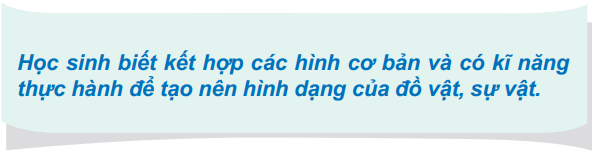 Học sinh biết kết hợp các hình cơ bản và có kĩ năng
thực hành để tạo nên hình dạng của đồ vật, sự vật.